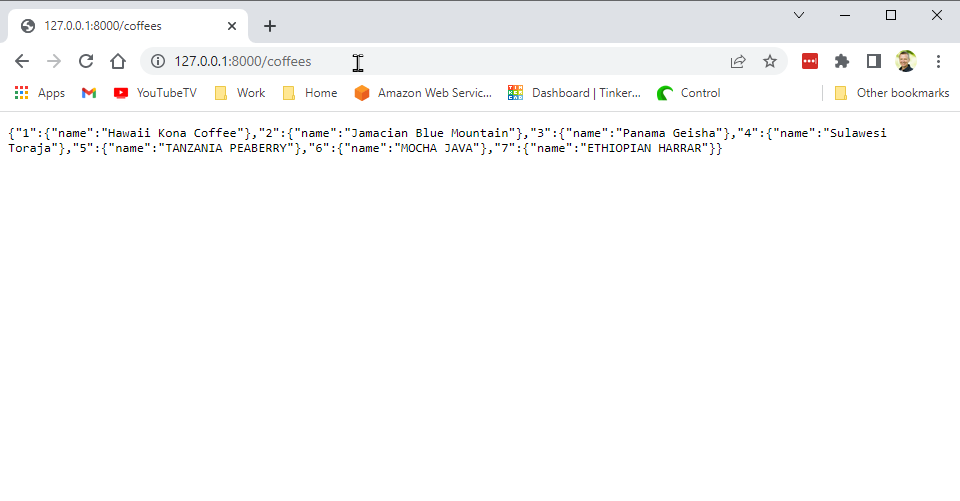 127.0.0.1:8000/coffees
127.0.0.1:8000/coffees
Apps YouTubeTV Work Home Amazon Web Servic... Dashboard | Tinker... Control Other bookmarks
{"1":{"name":"Hawaii Kona Coffee"},"2":{"name":"Jamacian Blue Mountain"},"3":{"name":"Panama Geisha"},"4":{"name":"Sulawesi
Toraja"},"5":{"name":"TANZANIA PEABERRY"},"6":{"name":"MOCHA JAVA"},"7":{"name":"ETHIOPIAN HARRAR"}}